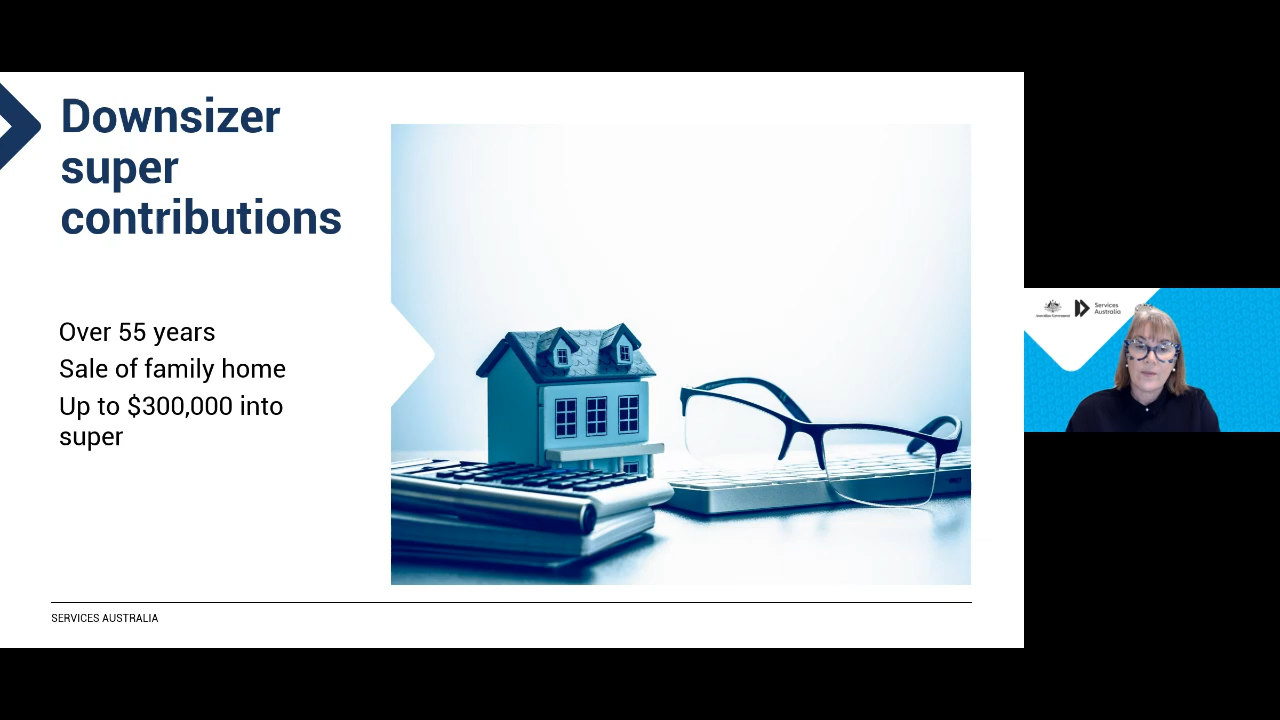 Downsizer
super
contributions
Over 55 years
Sale of family home
Up to $300,000 into
super
SERVICES AUSTRALIA
Services
Australia